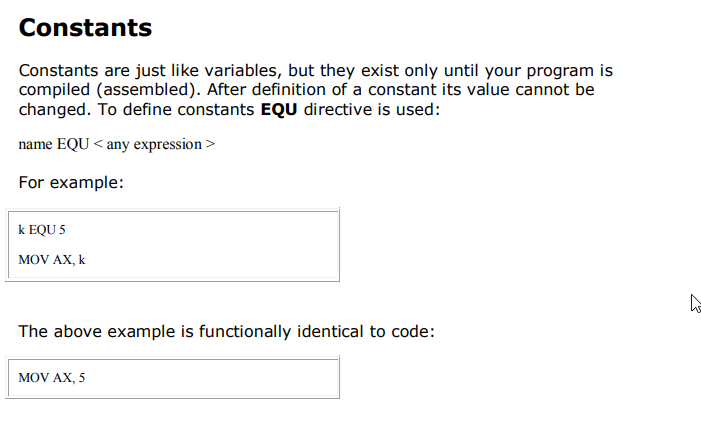 Constants
Constants are just like variables, but they exist only until your program is
compiled (assembled). After definition of a constant its value cannot be
changed. To define constants EQU directive is used:
name EQU < any expression >
For example:
k EQU 5
MOV AX, k
The above example is functionally identical to code:
MOV AX, 5